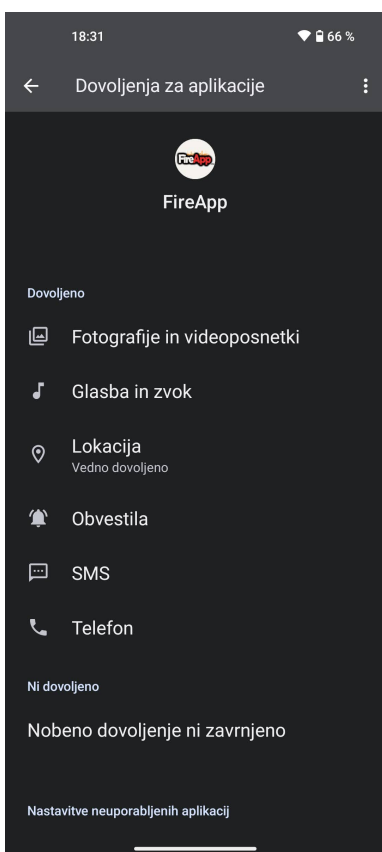 18:31
66 %
Dovoljenja za aplikacije
FireApp
FireApp
Dovoljeno
Fotografije in videoposnetki
Glasba in zvok
Lokacija
Vedno dovoljeno
Obvestila
SMS
Telefon
Ni dovoljeno
Nobeno dovoljenje ni zavrnjeno
Nastavitve neuporabljenih aplikacij